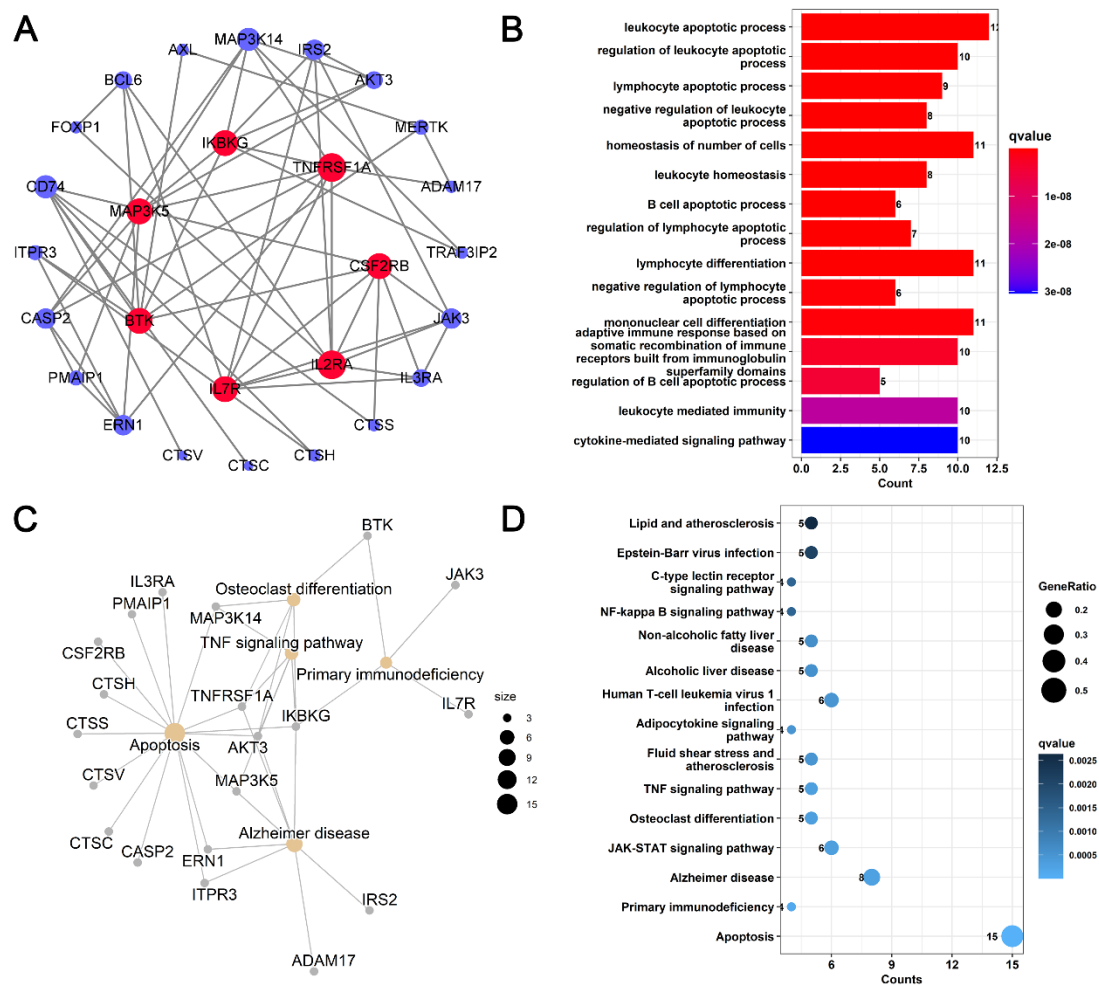 A
MAP3K14
AXL
IRS2
BCL6
AKT3
FOXP1
MERTK
IKBKG
TNFRSF1A
CD74
ADAM17
MAP3K5
ITPR3
TRAF3IP2
CSF2RB
CASP2
BTK
JAK3
PMAIP1
IL7R
IL2RA
IL3RA
ERN1
CTSS
CTSV
CTSC
CTSH
B
leukocyte apoptotic process
regulation of leukocyte apoptotic
process
lymphocyte apoptotic process
negative regulation of leukocyte
apoptotic process
homeostasis of number of cells
leukocyte homeostasis
B cell apoptotic process
regulation of lymphocyte apoptotic
process
lymphocyte differentiation
negative regulation of lymphocyte
apoptotic process
mononuclear cell differentiation
adaptive immune response based on
somatic recombination of immune
receptors built from immunoglobulin
superfamily domains
regulation of B cell apoptotic process
leukocyte mediated immunity
cytokine-mediated signaling pathway
10
9
8
11
8
6
7
11
6
11
10
5
10
10
0.0 2.5 5.0 7.5 10.0 12.5
Count
qvalue
1e-08
2e-08
3e-08
C
BTK
IL3RA
JAK3
PMAIP1
Osteoclast differentiation
MAP3K14
CSF2RB
TNF signaling pathway
CTSH
Primary immunodeficiency
TNFRSF1A
CTSS
IKBKG
IL7R
Apoptosis
AKT3
CTSV
MAP3K5
CTSC
Alzheimer disease
CASP2
ERN1
ITPR3
IRS2
ADAM17
size
3
6
9
12
15
D
Lipid and atherosclerosis
Epstein-Barr virus infection
C-type lectin receptor
signaling pathway
NF-kappa B signaling pathway
Non-alcoholic fatty liver
disease
Alcoholic liver disease
Human T-cell leukemia virus 1
infection
Adipocytokine signaling
pathway
Fluid shear stress and
atherosclerosis
TNF signaling pathway
Osteoclast differentiation
JAK-STAT signaling pathway
Alzheimer disease
Primary immunodeficiency
Apoptosis
5
5
4
4
5
5
6
4
5
5
5
6
8
4
15
6 9 12 15
Counts
GeneRatio
0.2
0.3
0.4
0.5
qvalue
0.0025
0.0020
0.0015
0.0010
0.0005